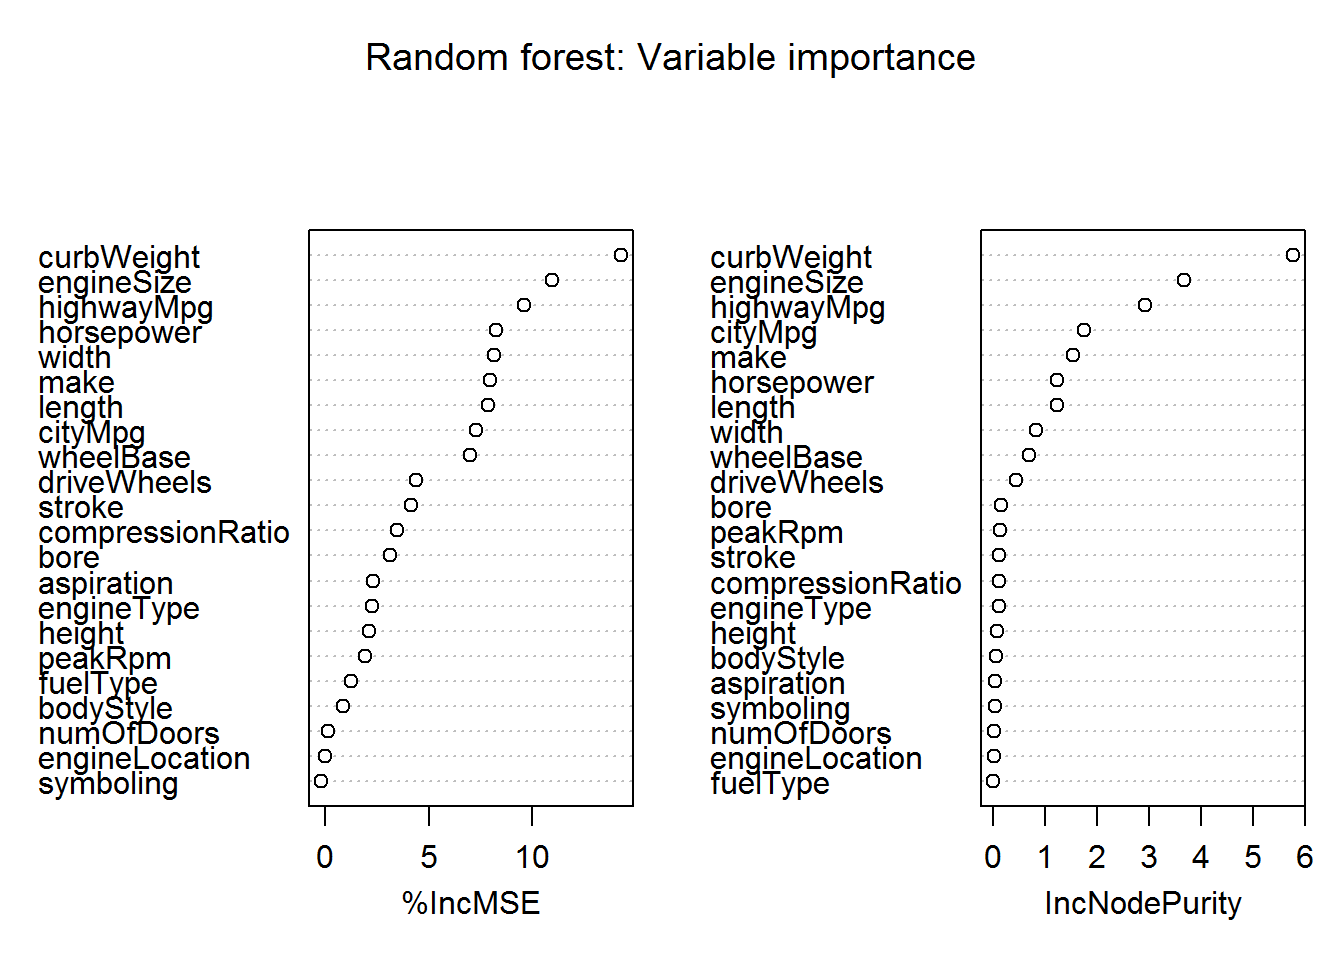 Random forest: Variable importance
curbWeight
engineSize
highwayMpg
horsepower
width
make
length
cityMpg
wheelBase
driveWheels
stroke
compressionRatio
bore
aspiration
engineType
height
peakRpm
fuelType
bodyStyle
numOfDoors
engineLocation
symboling
0 5 10
%IncMSE
curbWeight
engineSize
highwayMpg
cityMpg
make
horsepower
length
width
wheelBase
driveWheels
bore
peakRpm
stroke
compressionRatio
engineType
height
bodyStyle
aspiration
symboling
numOfDoors
engineLocation
fuelType
0 1 2 3 4 5 6
IncNodePurity